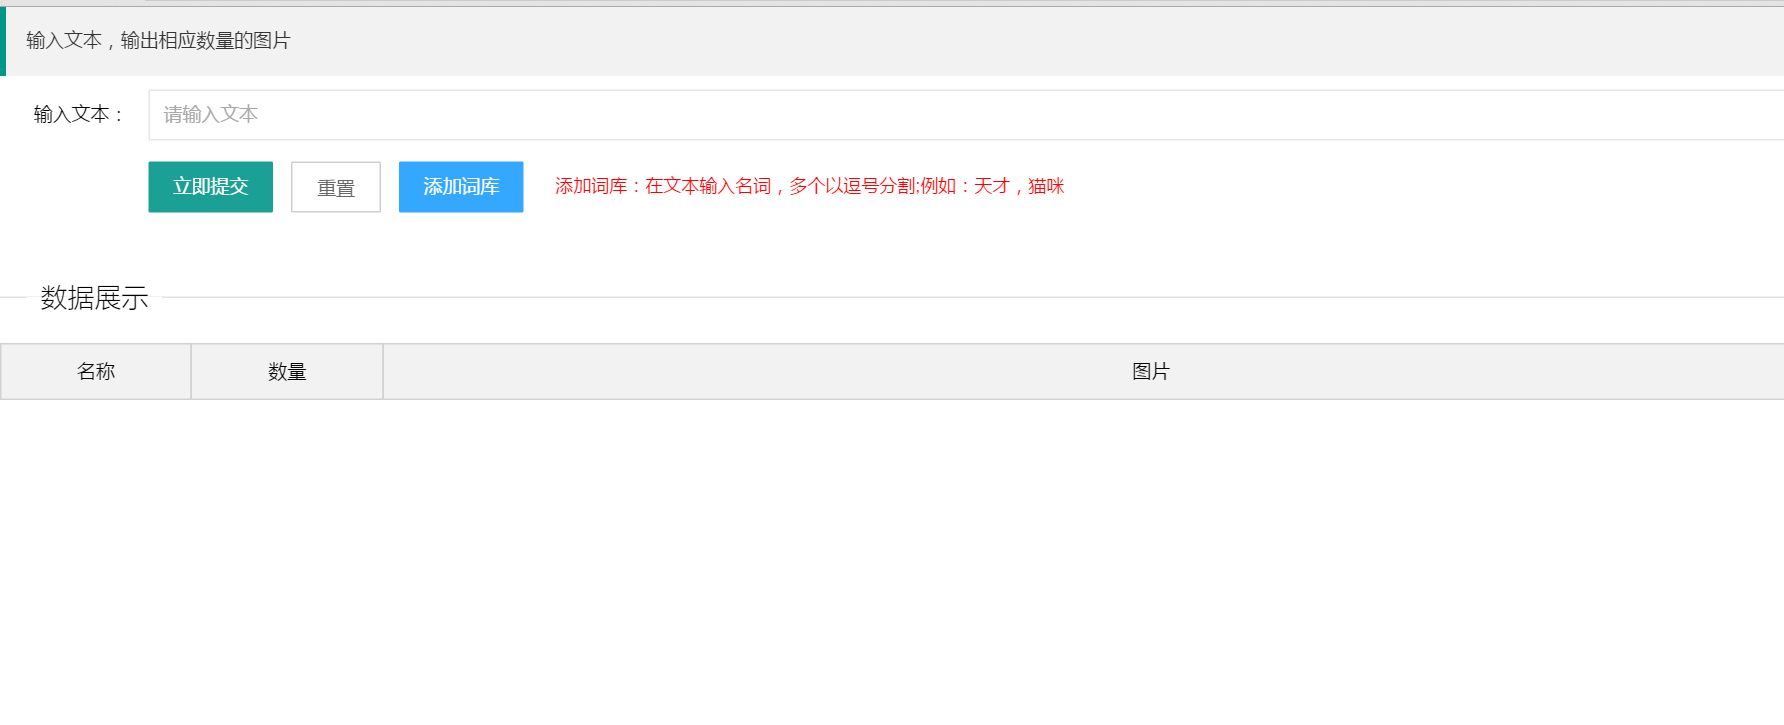 输入文本，输出相应数量的图片
输入文本：
请输入文本
立即提交 重置 添加词库 添加词库：在文本输入名词，多个以逗号分割;例如：天才，猫咪
数据展示
名称 数量 图片